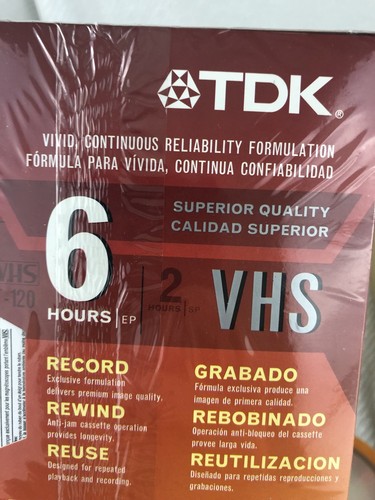 TDK®
VIVID, CONTINUOUS RELIABILITY FORMULATION
FÓRMULA PARA VÍVIDA, CONTINUA CONFIABILIDAD
SUPERIOR QUALITY
CALIDAD SUPERIOR
6
HOURS EP
VHS
T-120
2
HOURS SP
VHS
RECORD
Exclusive formulation
delivers premium image quality.
REWIND
Anti-jam cassette operation
provides longevity.
REUSE
Designed for repeated
playback and recording.
GRABADO
Fórmula exclusiva produce una
imagen de primera calidad.
REBOBINADO
Operación anti-bloqueo del cassette
provee larga vida.
REUTILIZACION
Diseñado para repetidas reproducciones y
grabaciones.